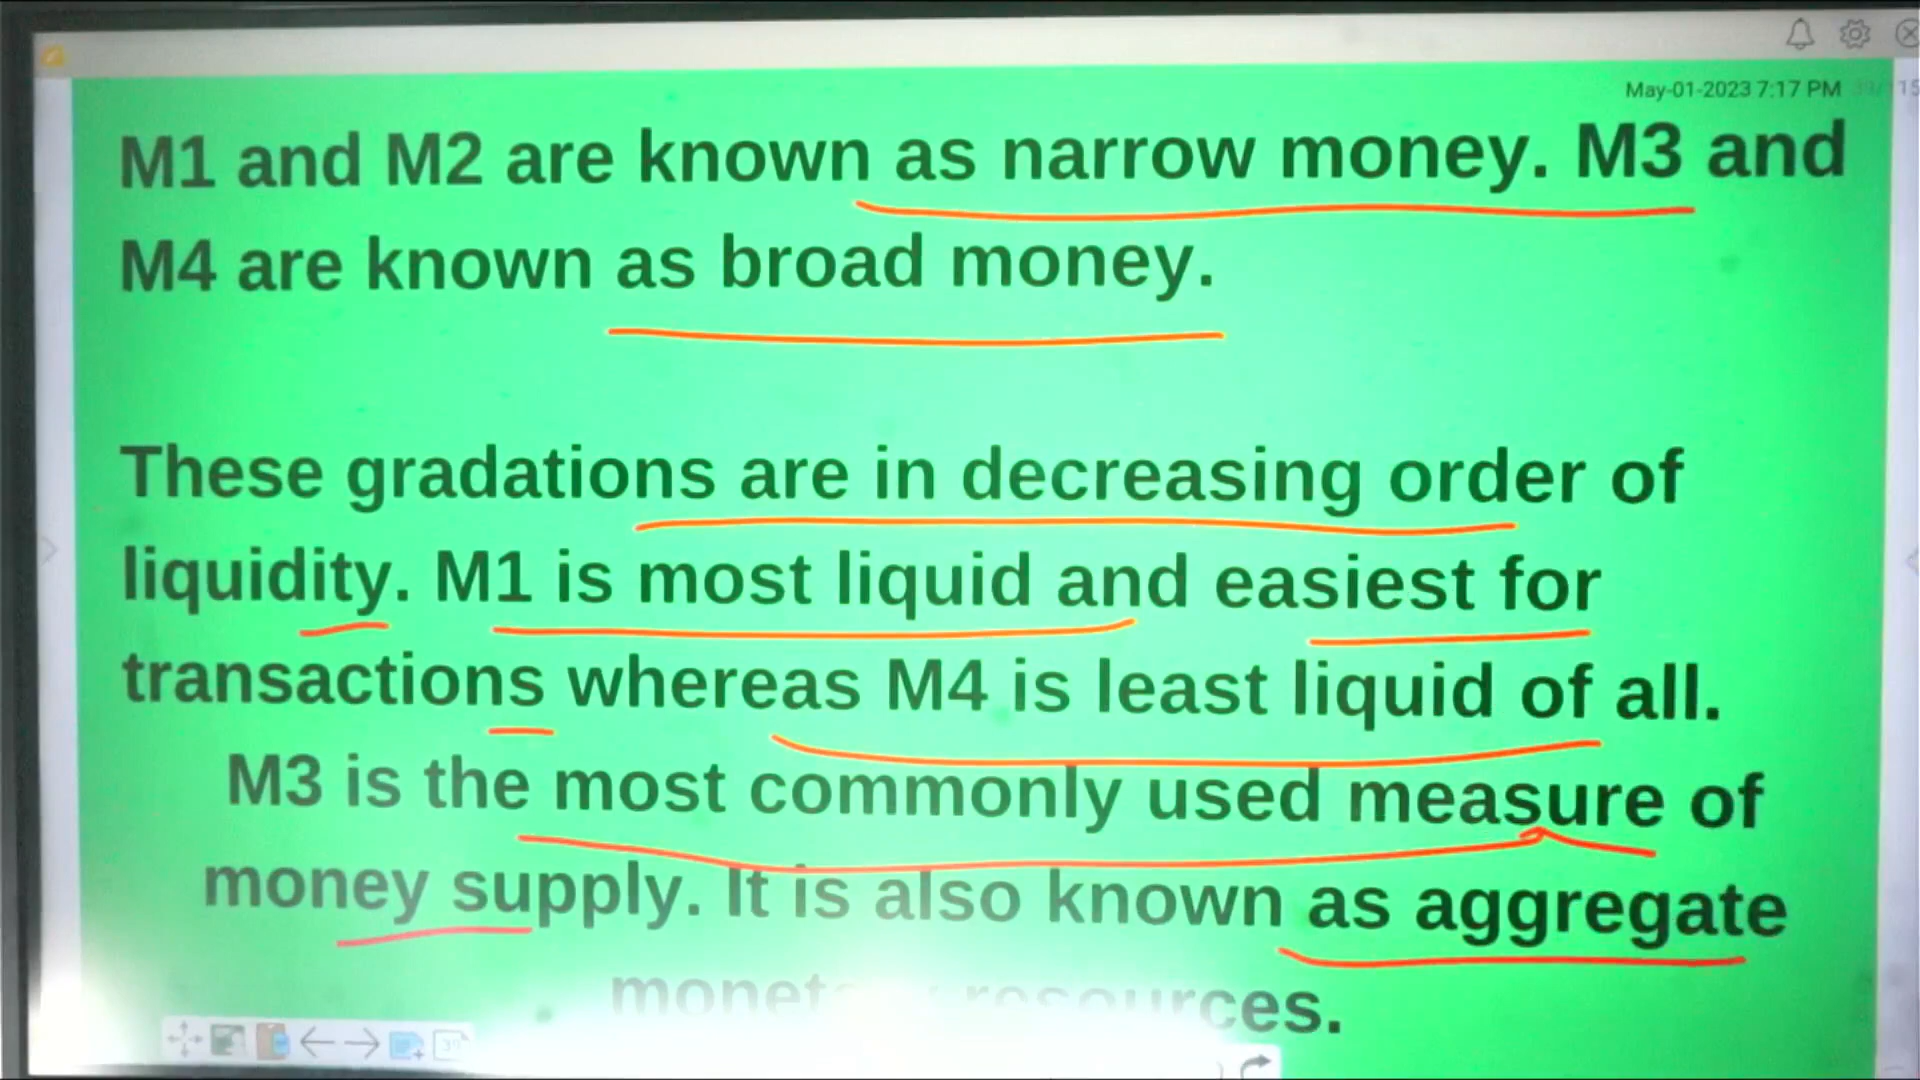 May-01-2023 7:17 PM
M1 and M2 are known as narrow money. M3 and
M4 are known as broad money.
These gradations are in decreasing order of
liquidity. M1 is most liquid and easiest for
transactions whereas M4 is least liquid of all.
M3 is the most commonly used measure of
money supply. It is also known as aggregate
resources.